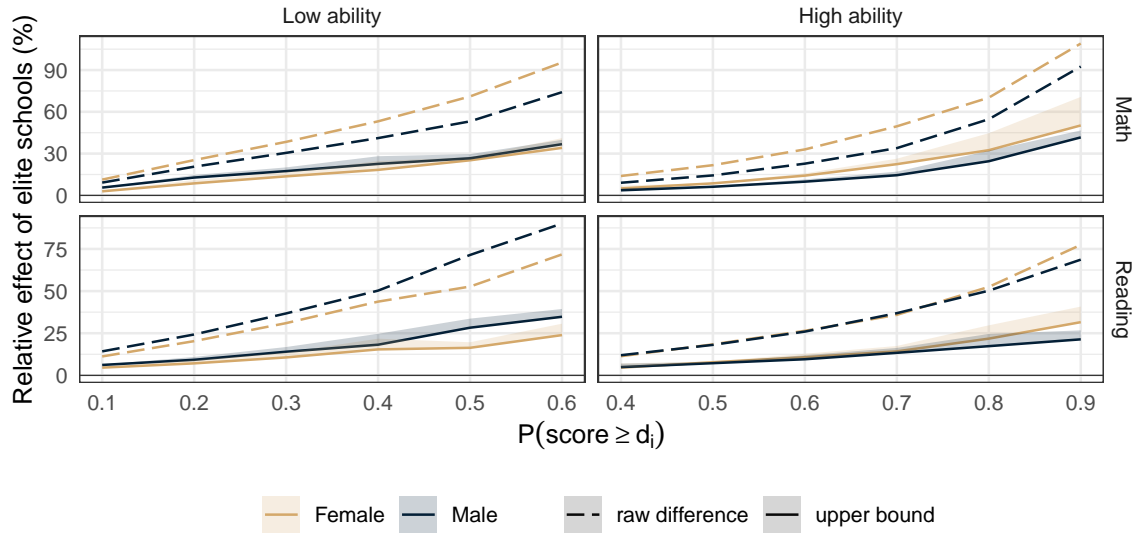 Low ability
High ability
Relative effect of elite schools (%)
90
60
30
0
Math
75
50
25
0
Reading
0.1 0.2 0.3 0.4 0.5 0.6
0.4 0.5 0.6 0.7 0.8 0.9
P(score ≥ dᵢ)
Female Male raw difference upper bound